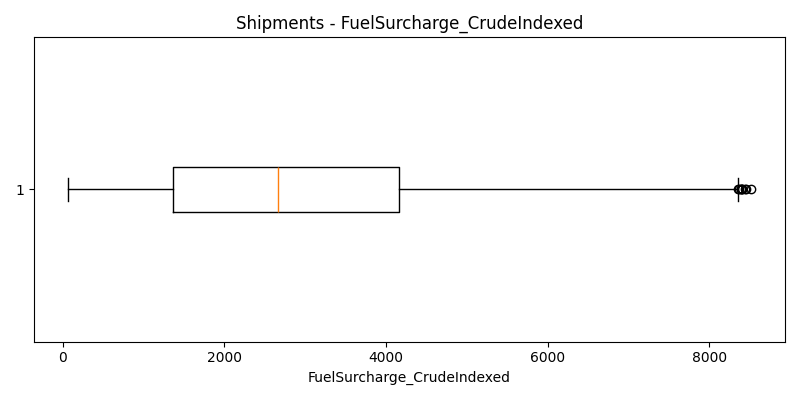 Shipments - FuelSurcharge_CrudeIndexed
1
0 2000 4000 6000 8000
FuelSurcharge_CrudeIndexed